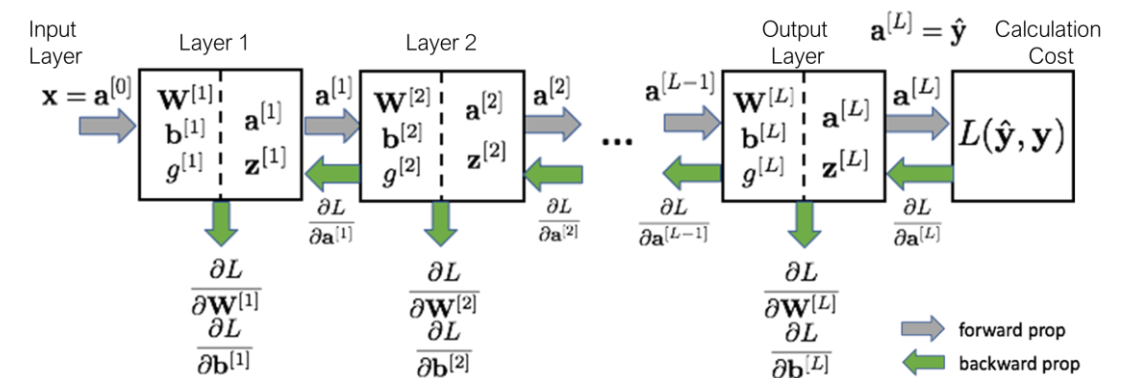 Input
Layer
Layer 1
Layer 2
Output
Layer
a^[L] = ŷ
Calculation
Cost
x = a^[0]
W^[1]
b^[1]
g^[1]
a^[1]
z^[1]
a^[1]
∂L/∂a^[1]
W^[2]
b^[2]
g^[2]
a^[2]
z^[2]
a^[2]
∂L/∂a^[2]
...
a^[L−1]
∂L/∂a^[L−1]
W^[L]
b^[L]
g^[L]
a^[L]
z^[L]
a^[L]
∂L/∂a^[L]
L(ŷ, y)
∂L/∂W^[1]
∂L/∂b^[1]
∂L/∂W^[2]
∂L/∂b^[2]
∂L/∂W^[L]
∂L/∂b^[L]
forward prop
backward prop